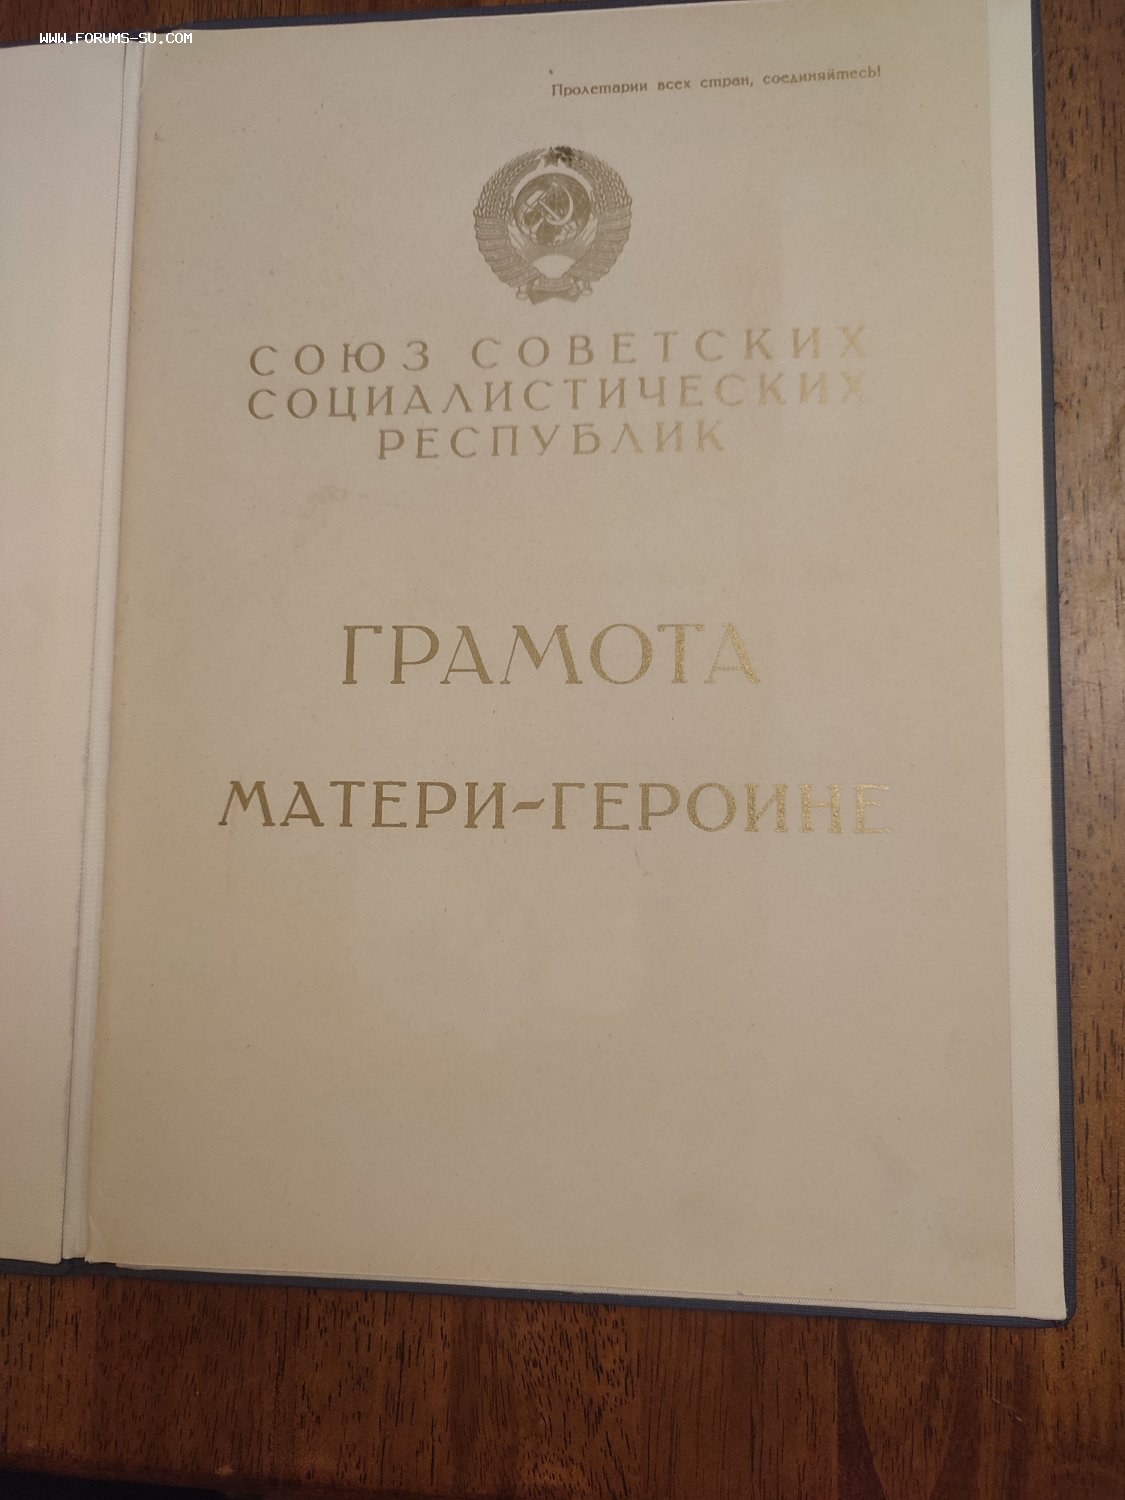 www.forums-su.com
Пролетарии всех стран, соединяйтесь!
СОЮЗ СОВЕТСКИХ
СОЦИАЛИСТИЧЕСКИХ
РЕСПУБЛИК
ГРАМОТА
МАТЕРИ-ГЕРОИНЕ